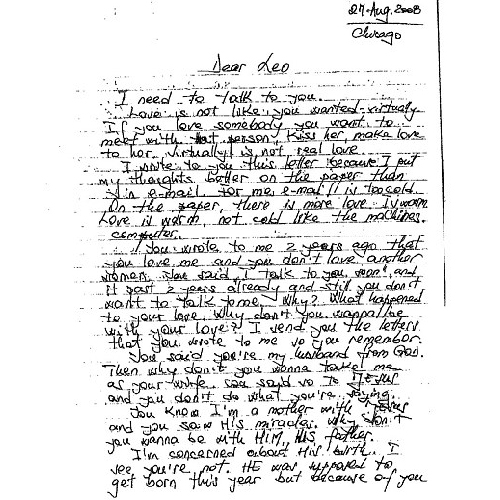 27. Aug. 2008
Chicago
Dear Leo
I need to talk to you.
Love is not like you wanted - virtually
If you love somebody you want to
meet with that person, kiss her, make love
to her. Virtually is not real love.
I wrote to you this letter because I put
my thoughts better on the paper than
in e-mail. For me, e-mail is too cold.
On the paper, there is more love
Love is warm, not cold like the machines.
computer.
You wrote to me 2 years ago that
you love me and you don't love another
women. You said, I talk to you soon, and
it past 2 years already and still you don't
want to talk to me, why? What happened
to your love, why don't you wanna be
with your love? I send you the letters
that you wrote to me so you remember.
You said you're my husband from God.
Then why don't you wanna take me
as your wife. You said so to Jesus
and you don't do what you're saying.
You know I'm a mother with Jesus
and you saw His miracles. Why don't
you wanna be with HIM, His father.
I'm concerned about His birth. I
see you're not. HE was supposed to
get born this year but because of you